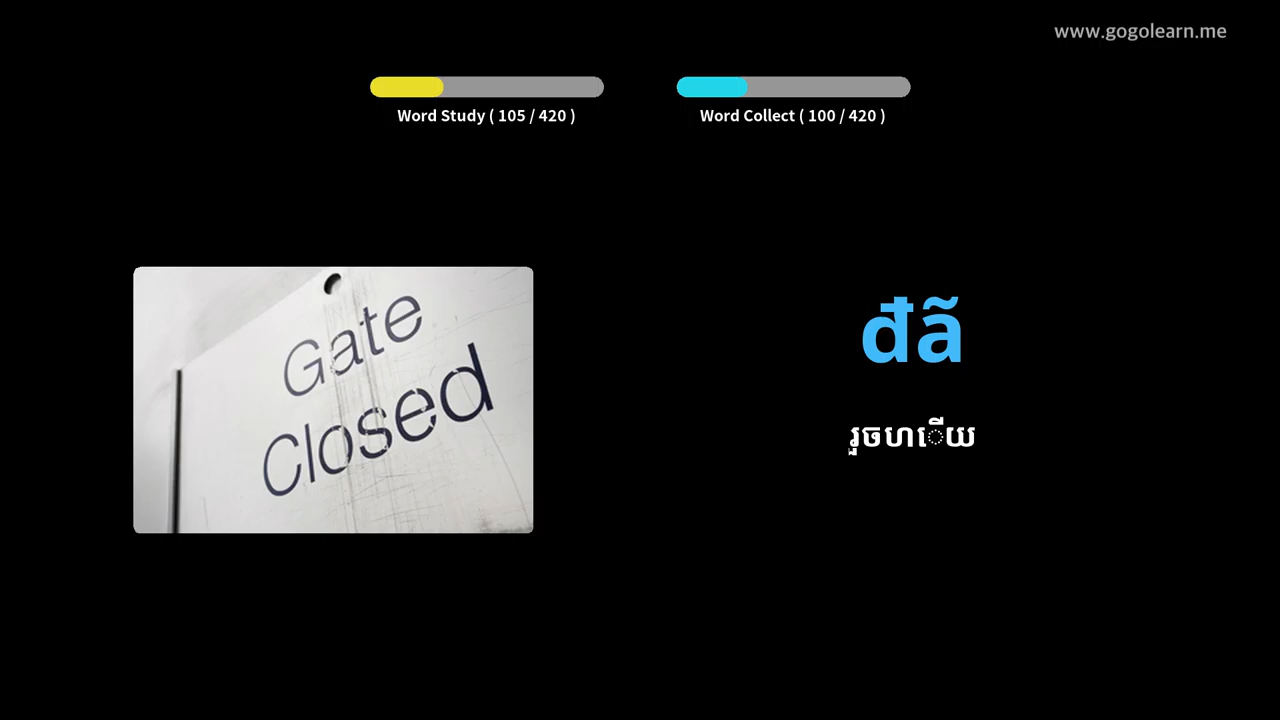 www.gogolearn.me
Word Study ( 105 / 420 )
Word Collect ( 100 / 420 )
Gate
Closed
đã
រួចហើយ